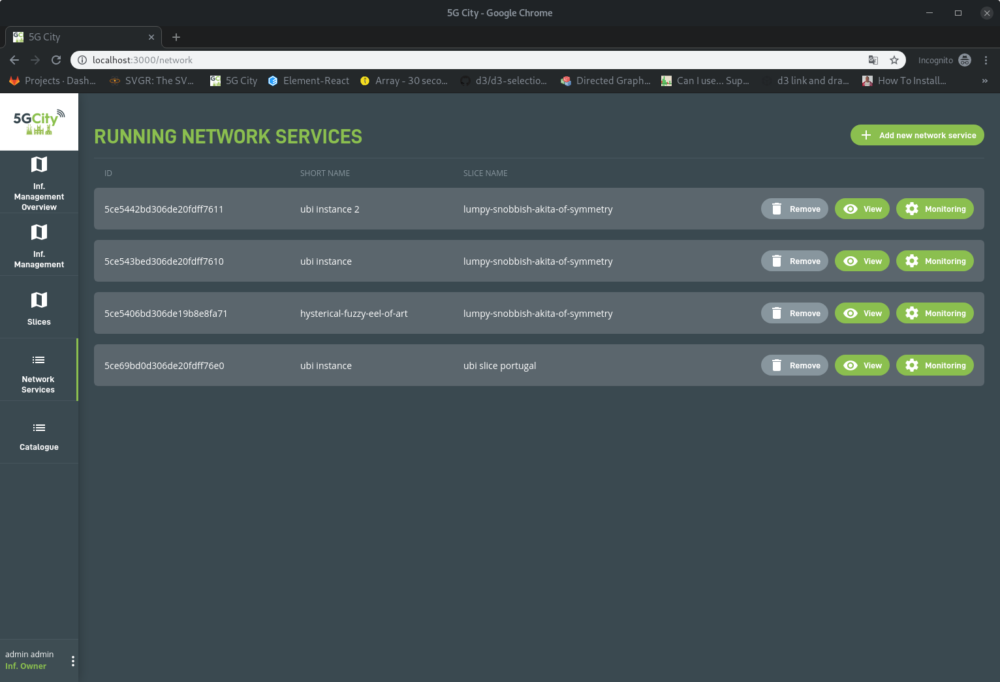 5G City - Google Chrome
5G City
localhost:3000/network
Incognito
Projects · Dash... SVGR: The SV... 5G City Element-React Array - 30 seco... d3/d3-selectio... Directed Graph... Can I use... Sup... d3 link and dra... How To Install... »
5GCity
Inf.
Management
Overview
Inf.
Management
Slices
Network
Services
Catalogue
admin admin
Inf. Owner
RUNNING NETWORK SERVICES
Add new network service
ID SHORT NAME SLICE NAME
5ce5442bd306de20fdff7611 ubi instance 2 lumpy-snobbish-akita-of-symmetry Remove View Monitoring
5ce543bed306de20fdff7610 ubi instance lumpy-snobbish-akita-of-symmetry Remove View Monitoring
5ce5406bd306de19b8e8fa71 hysterical-fuzzy-eel-of-art lumpy-snobbish-akita-of-symmetry Remove View Monitoring
5ce69bd0d306de20fdff76e0 ubi instance ubi slice portugal Remove View Monitoring